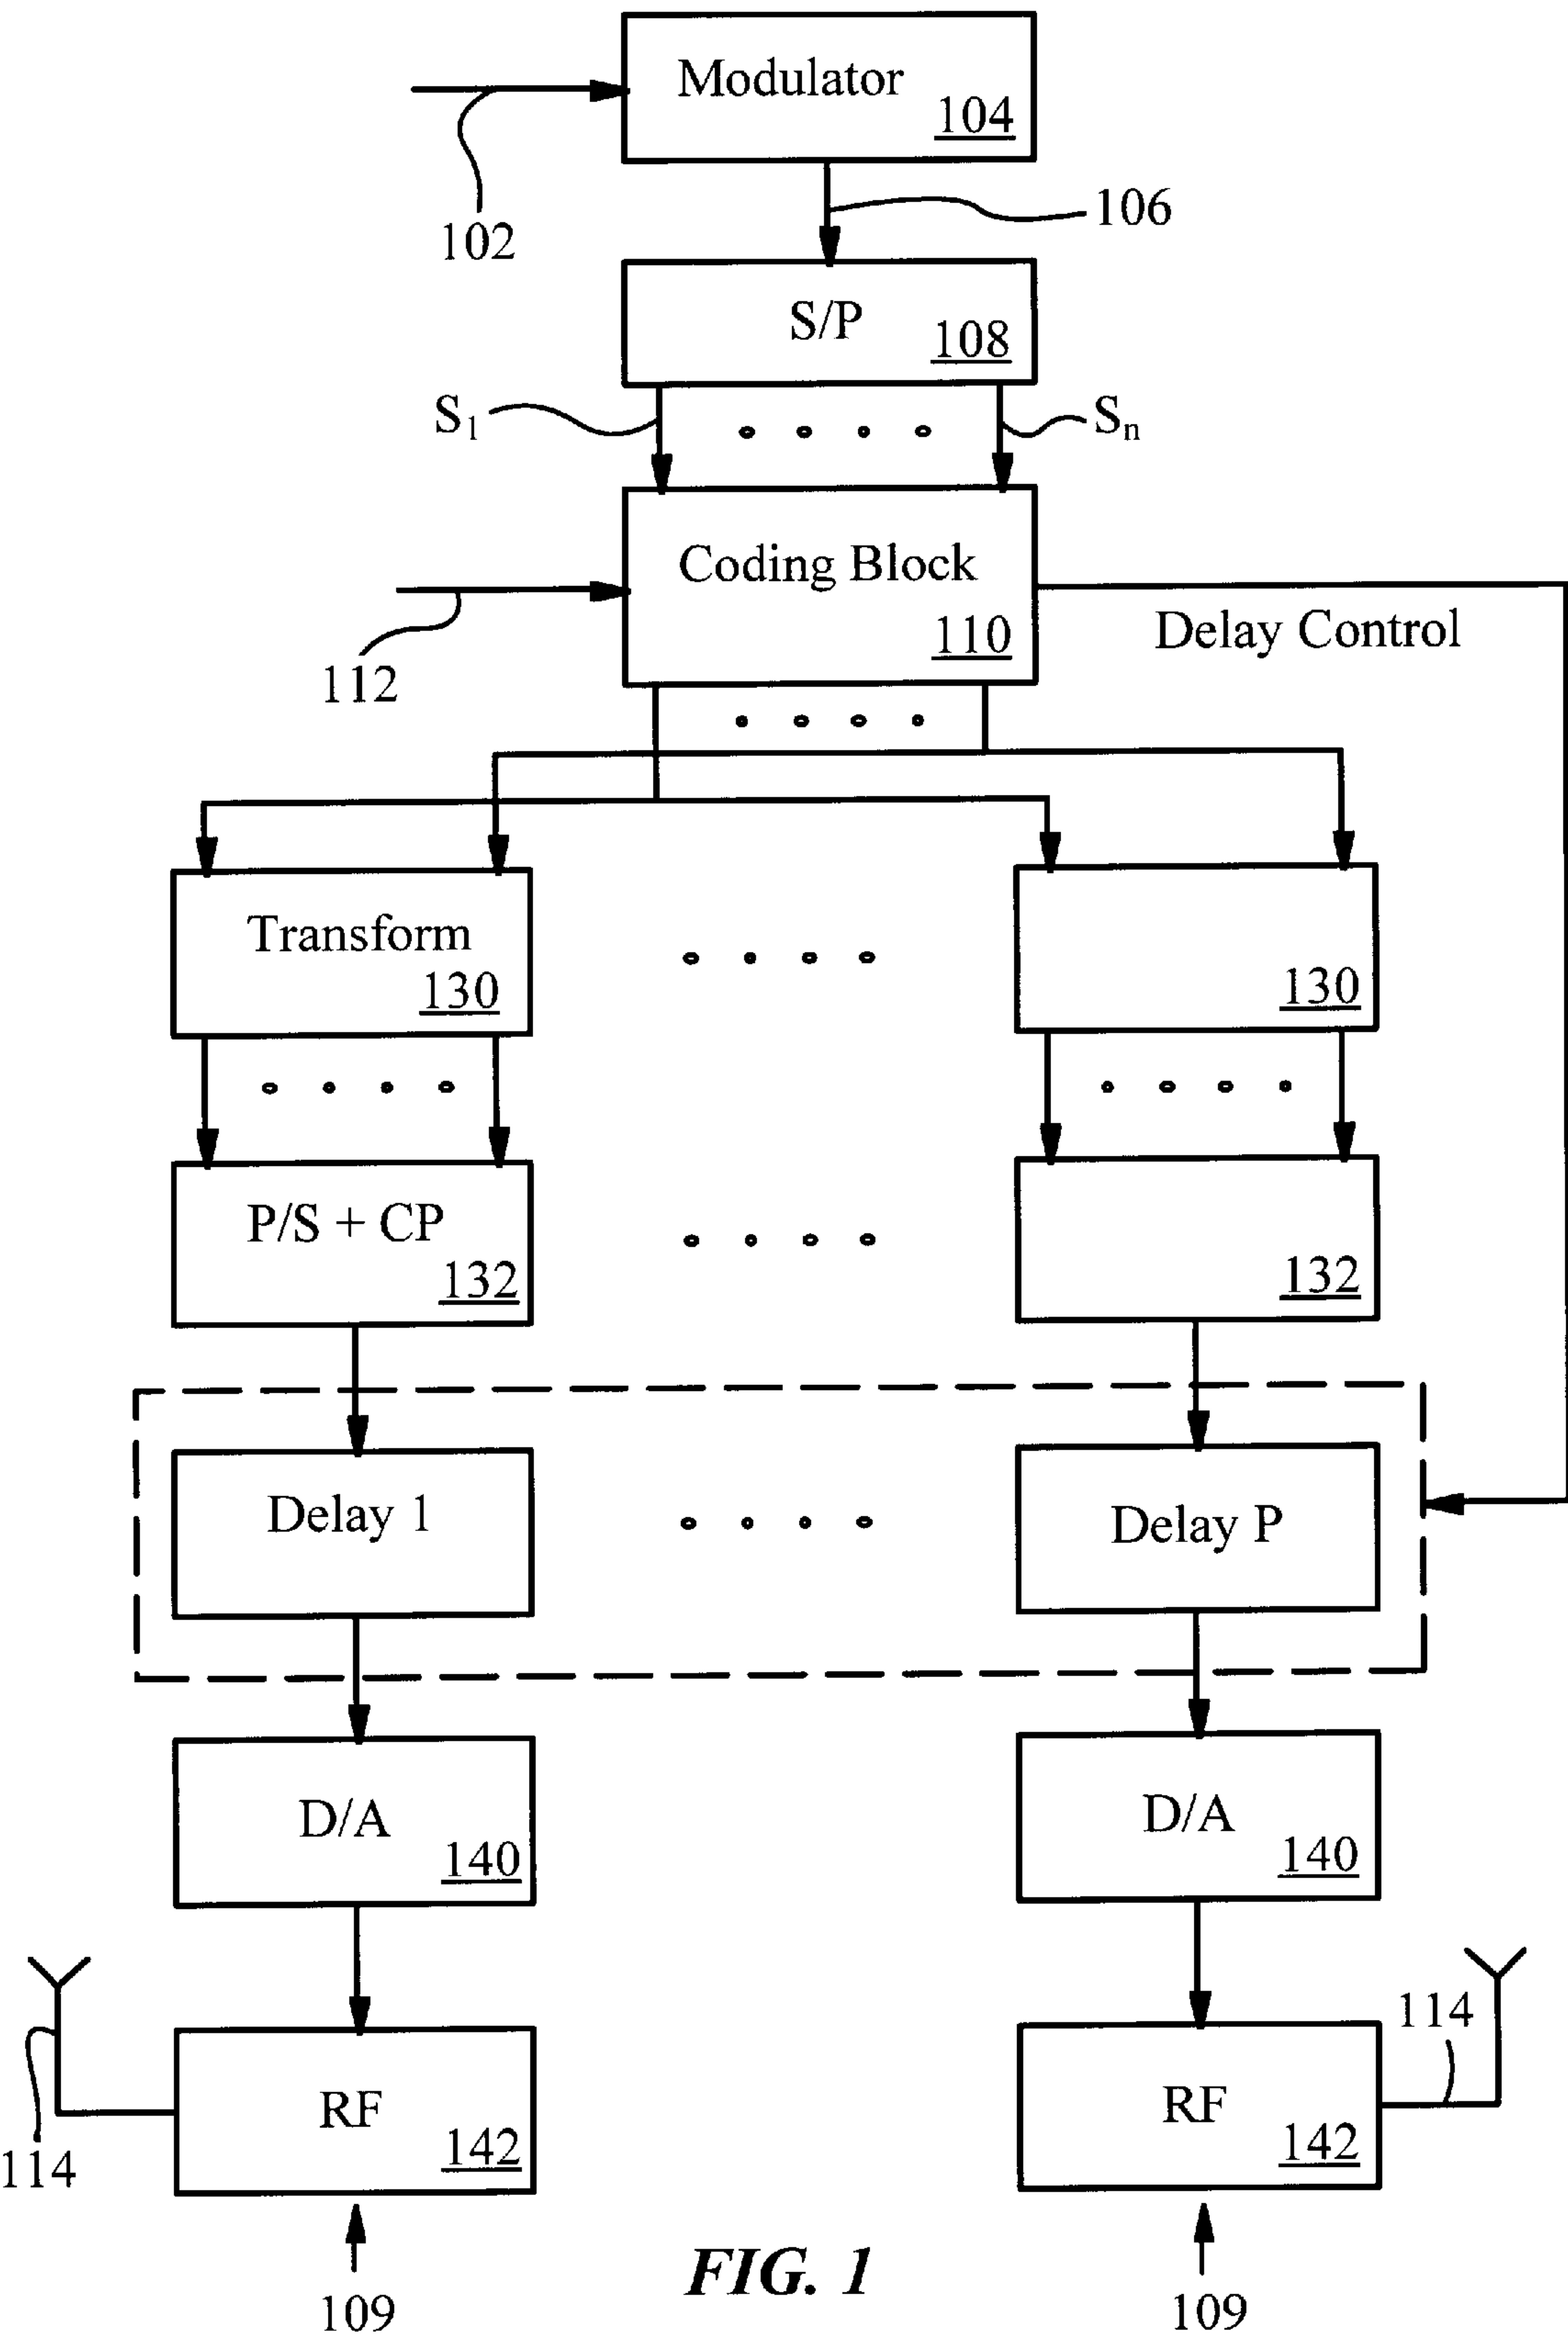 Modulator
104
102
106
S/P
108
S1
Sn
Coding Block
110
112
Delay Control
Transform
130
130
P/S + CP
132
132
Delay 1
Delay P
D/A
140
D/A
140
114
RF
142
RF
142
114
109
FIG. 1
109